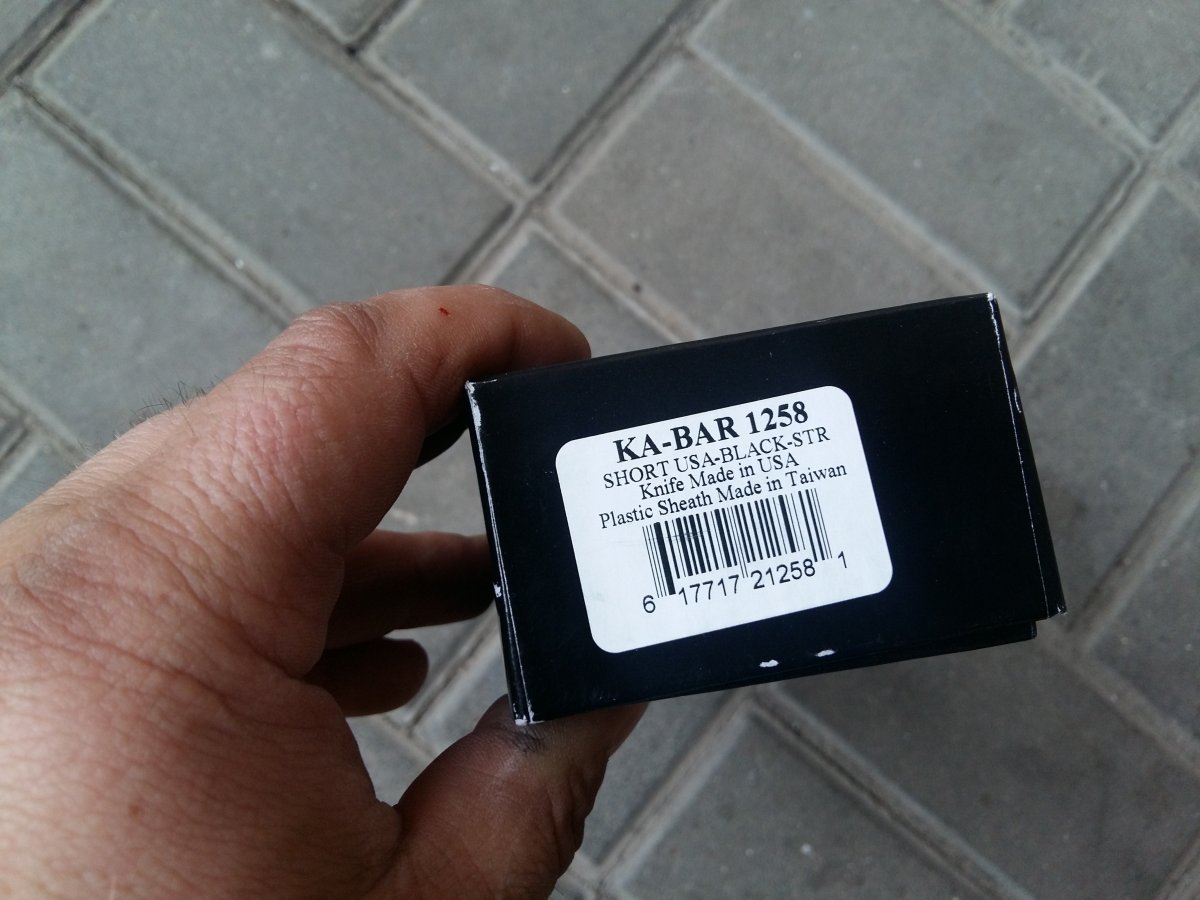 KA-BAR 1258
SHORT USA-BLACK-STR
Knife Made in USA
Plastic Sheath Made in Taiwan
6 17717 21258 1